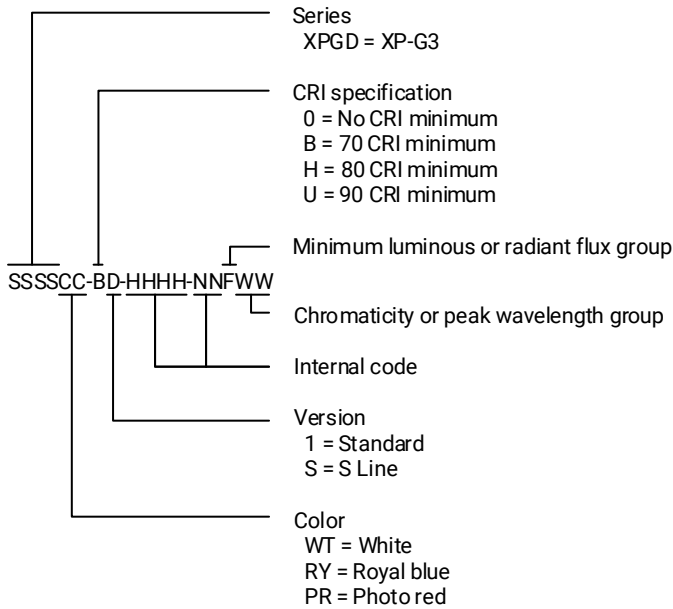 Series
XPGD = XP-G3
CRI specification
0 = No CRI minimum
B = 70 CRI minimum
H = 80 CRI minimum
U = 90 CRI minimum
Minimum luminous or radiant flux group
SSSSCC-BD-HHHH-NNFWW
Chromaticity or peak wavelength group
Internal code
Version
1 = Standard
S = S Line
Color
WT = White
RY = Royal blue
PR = Photo red